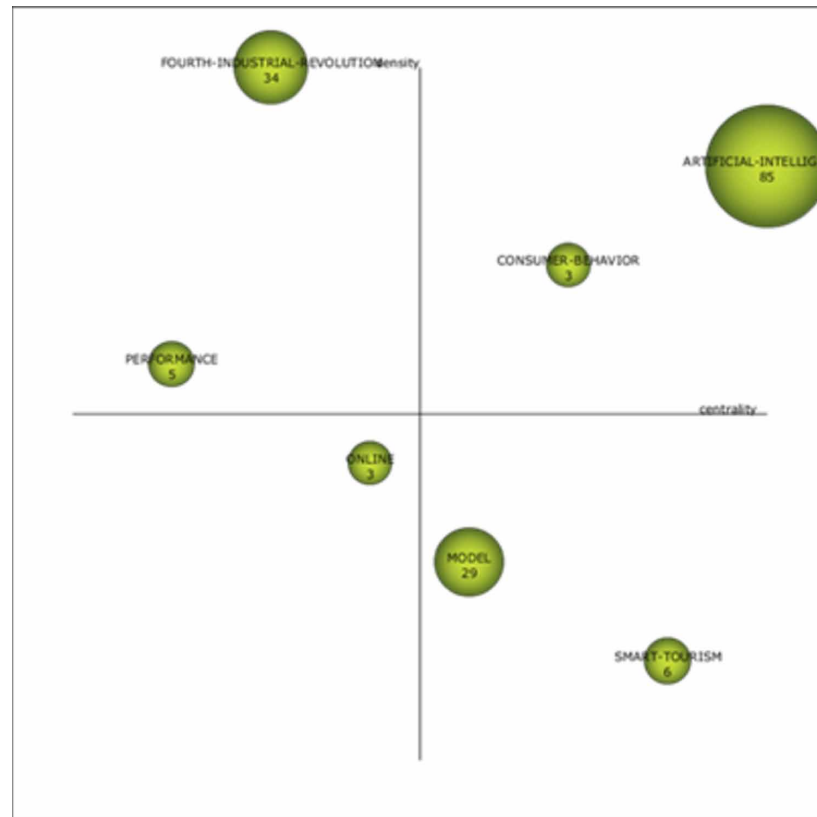 FOURTH-INDUSTRIAL-REVOLUTION
34
density
ARTIFICIAL-INTELLIG
85
CONSUMER-BEHAVIOR
3
PERFORMANCE
5
centrality
ONLINE
3
MODEL
29
SMART-TOURISM
6